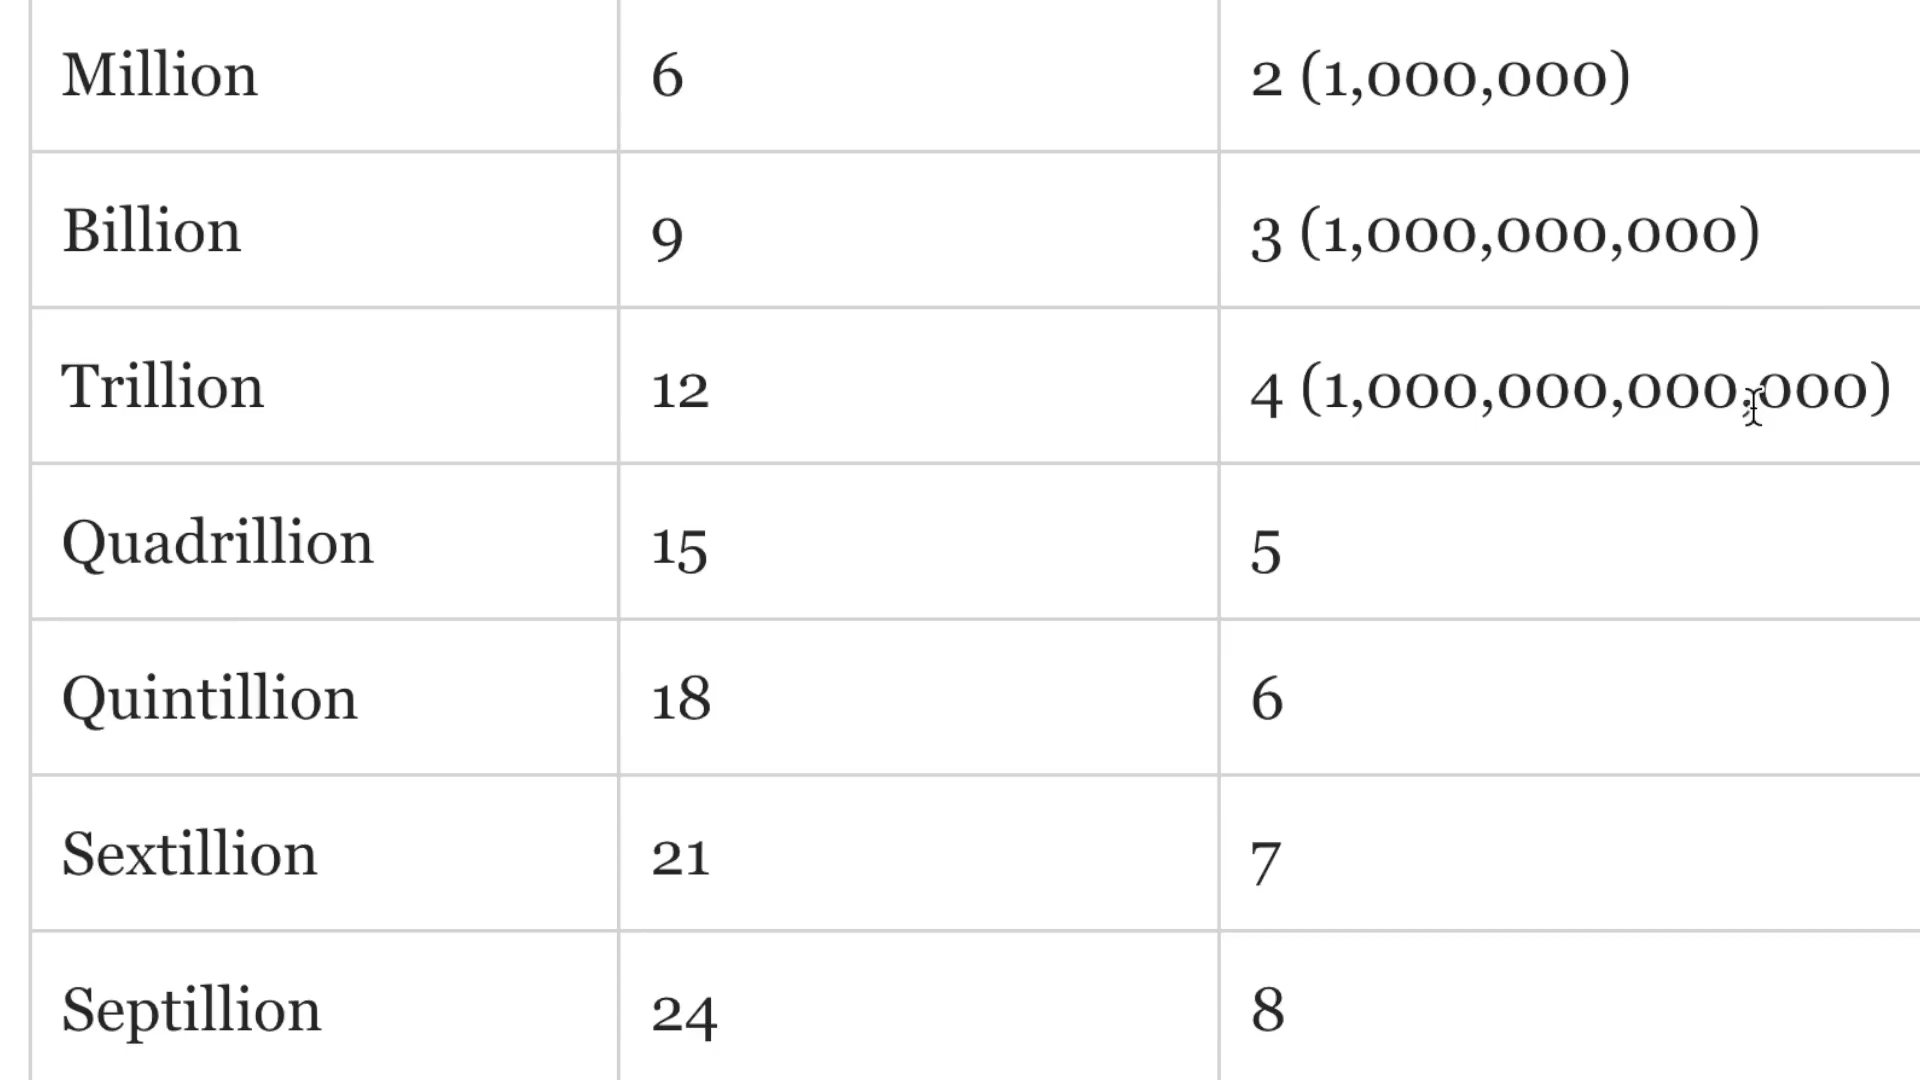 Million 6 2 (1,000,000)
Billion 9 3 (1,000,000,000)
Trillion 12 4 (1,000,000,000,000)
Quadrillion 15 5
Quintillion 18 6
Sextillion 21 7
Septillion 24 8